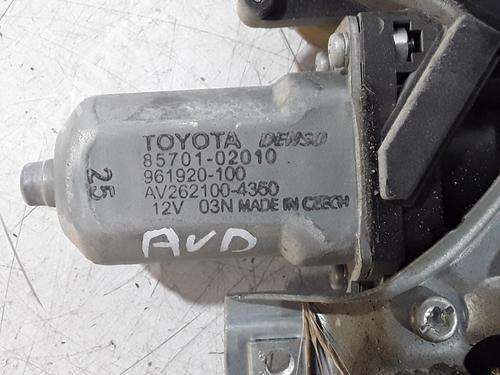 TOYOTA DENSO
85701-02010
961920-100
AV262100-4360
12V 03N MADE IN CZECH
25
AVD